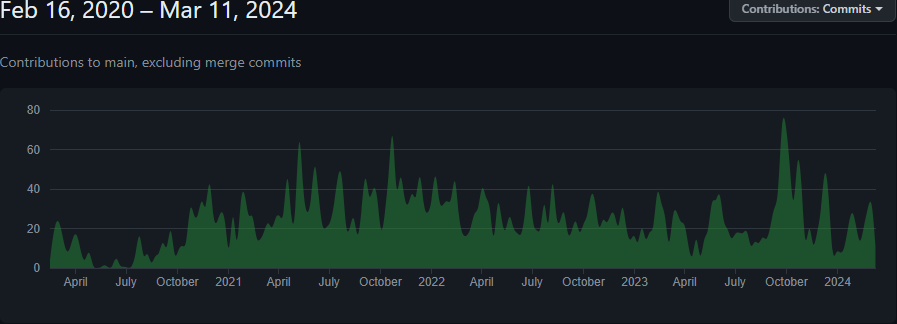 Feb 16, 2020 – Mar 11, 2024
Contributions: Commits
Contributions to main, excluding merge commits
80
60
40
20
0
April July October 2021 April July October 2022 April July October 2023 April July October 2024